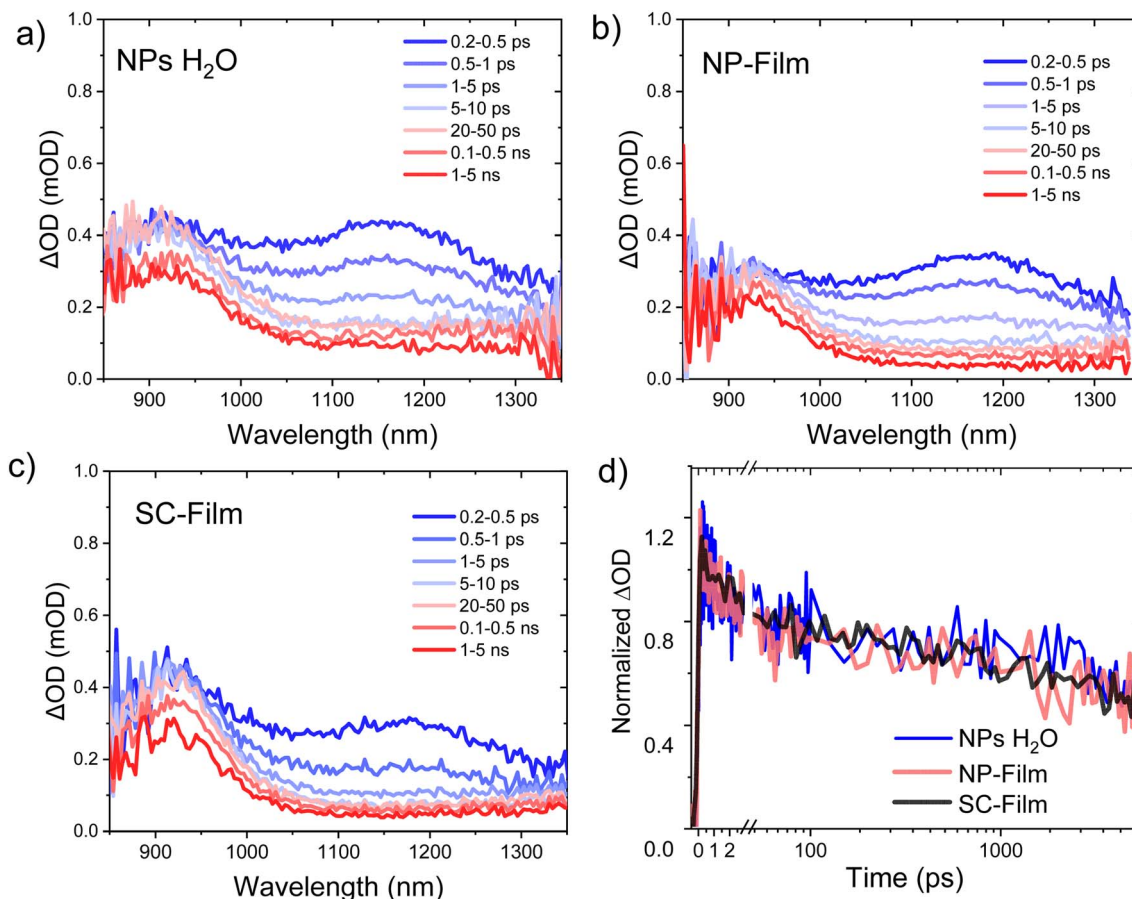 a)
NPs H₂O
0.2-0.5 ps
0.5-1 ps
1-5 ps
5-10 ps
20-50 ps
0.1-0.5 ns
1-5 ns
1.0
0.8
0.6
0.4
0.2
0.0
ΔOD (mOD)
900 1000 1100 1200 1300
Wavelength (nm)
b)
NP-Film
0.2-0.5 ps
0.5-1 ps
1-5 ps
5-10 ps
20-50 ps
0.1-0.5 ns
1-5 ns
1.0
0.8
0.6
0.4
0.2
0.0
ΔOD (mOD)
900 1000 1100 1200 1300
Wavelength (nm)
c)
SC-Film
0.2-0.5 ps
0.5-1 ps
1-5 ps
5-10 ps
20-50 ps
0.1-0.5 ns
1-5 ns
1.0
0.8
0.6
0.4
0.2
0.0
ΔOD (mOD)
900 1000 1100 1200 1300
Wavelength (nm)
d)
1.2
0.8
0.4
0.0
Normalized ΔOD
NPs H₂O
NP-Film
SC-Film
0 1 2 100 1000
Time (ps)